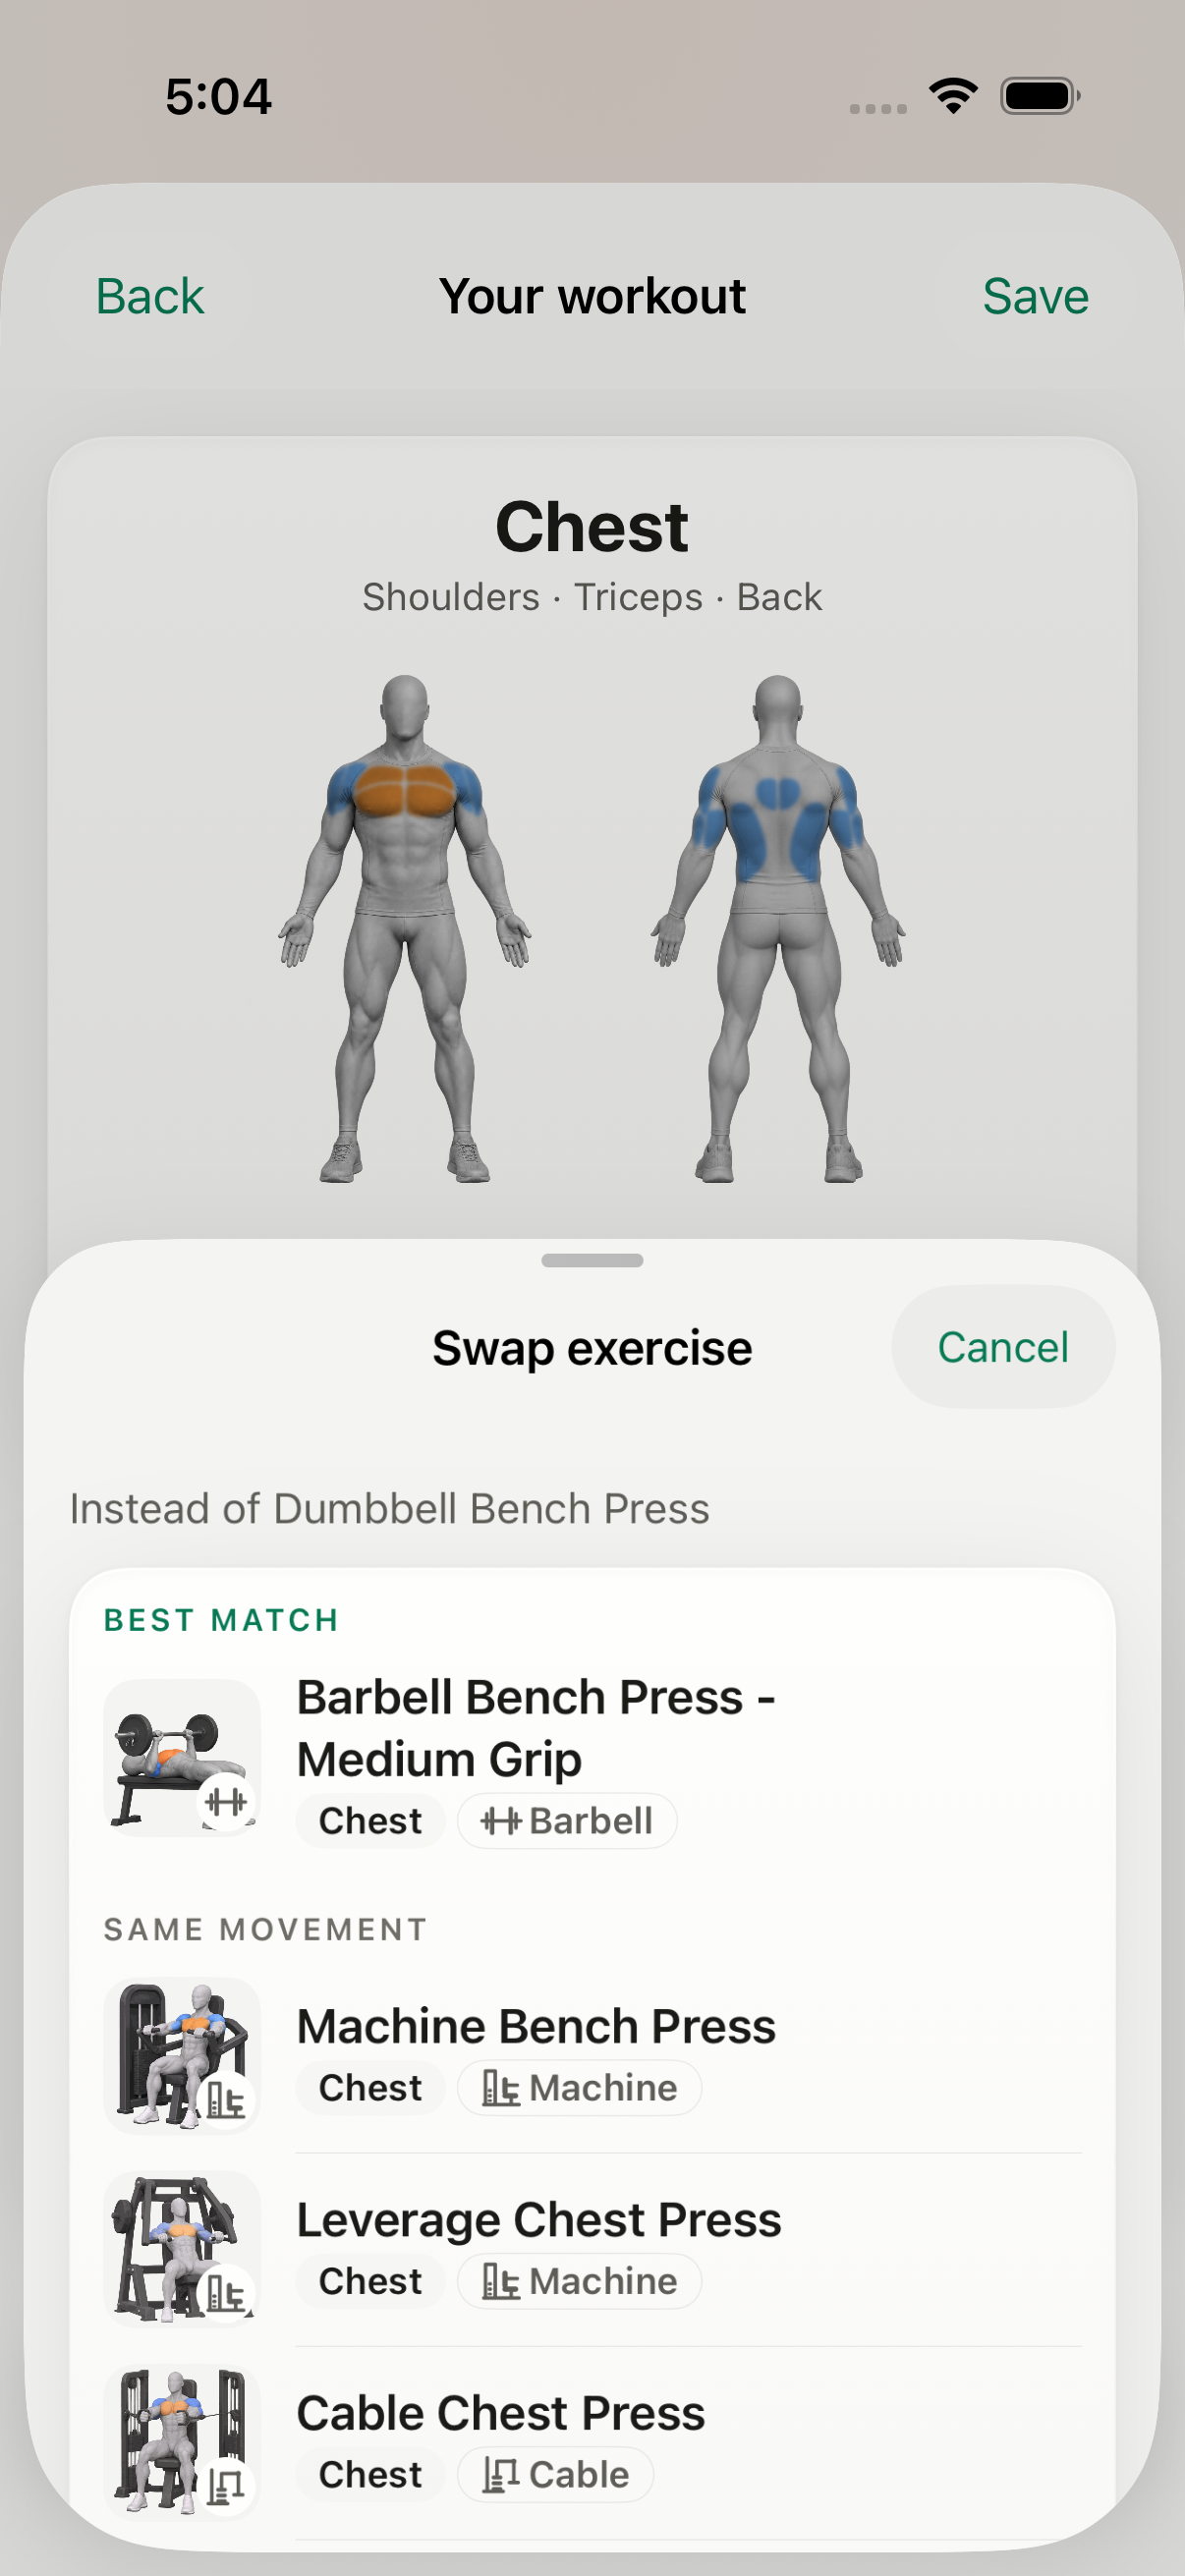 5:04
Back
Your workout
Save
Chest
Shoulders · Triceps · Back
Swap exercise
Cancel
Instead of Dumbbell Bench Press
BEST MATCH
Barbell Bench Press -
Medium Grip
Chest
Barbell
SAME MOVEMENT
Machine Bench Press
Chest
Machine
Leverage Chest Press
Chest
Machine
Cable Chest Press
Chest
Cable